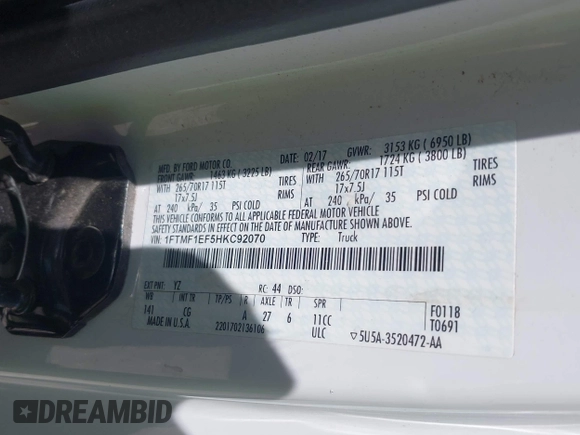 MFD. BY FORD MOTOR CO.
02/17 GVWR: 3153 KG ( 6950 LB)
FRONT GAWR: 1463 KG ( 3225 LB)
REAR GAWR: 1724 KG ( 3800 LB)
WITH 265/70R17 115T TIRES
17x7.5J RIMS
AT 240 kPa/ 35 PSI COLD
WITH 265/70R17 115T TIRES
17x7.5J RIMS
AT 240 kPa/ 35 PSI COLD
THIS VEHICLE CONFORMS TO ALL APPLICABLE FEDERAL MOTOR VEHICLE
SAFETY STANDARDS IN EFFECT ON THE DATE OF MANUFACTURE SHOWN ABOVE.
VIN: 1FTMF1EF5HKC92070 TYPE: Truck
EXT PNT: YZ RC: 44 DSO:
WB INT TR TP/PS R AXLE TR SPR
141 CG A 27 6 11CC
MADE IN U.S.A. 2201702136106 ULC
F0118
T0691
▽5U5A-3520472-AA
DREAMBID